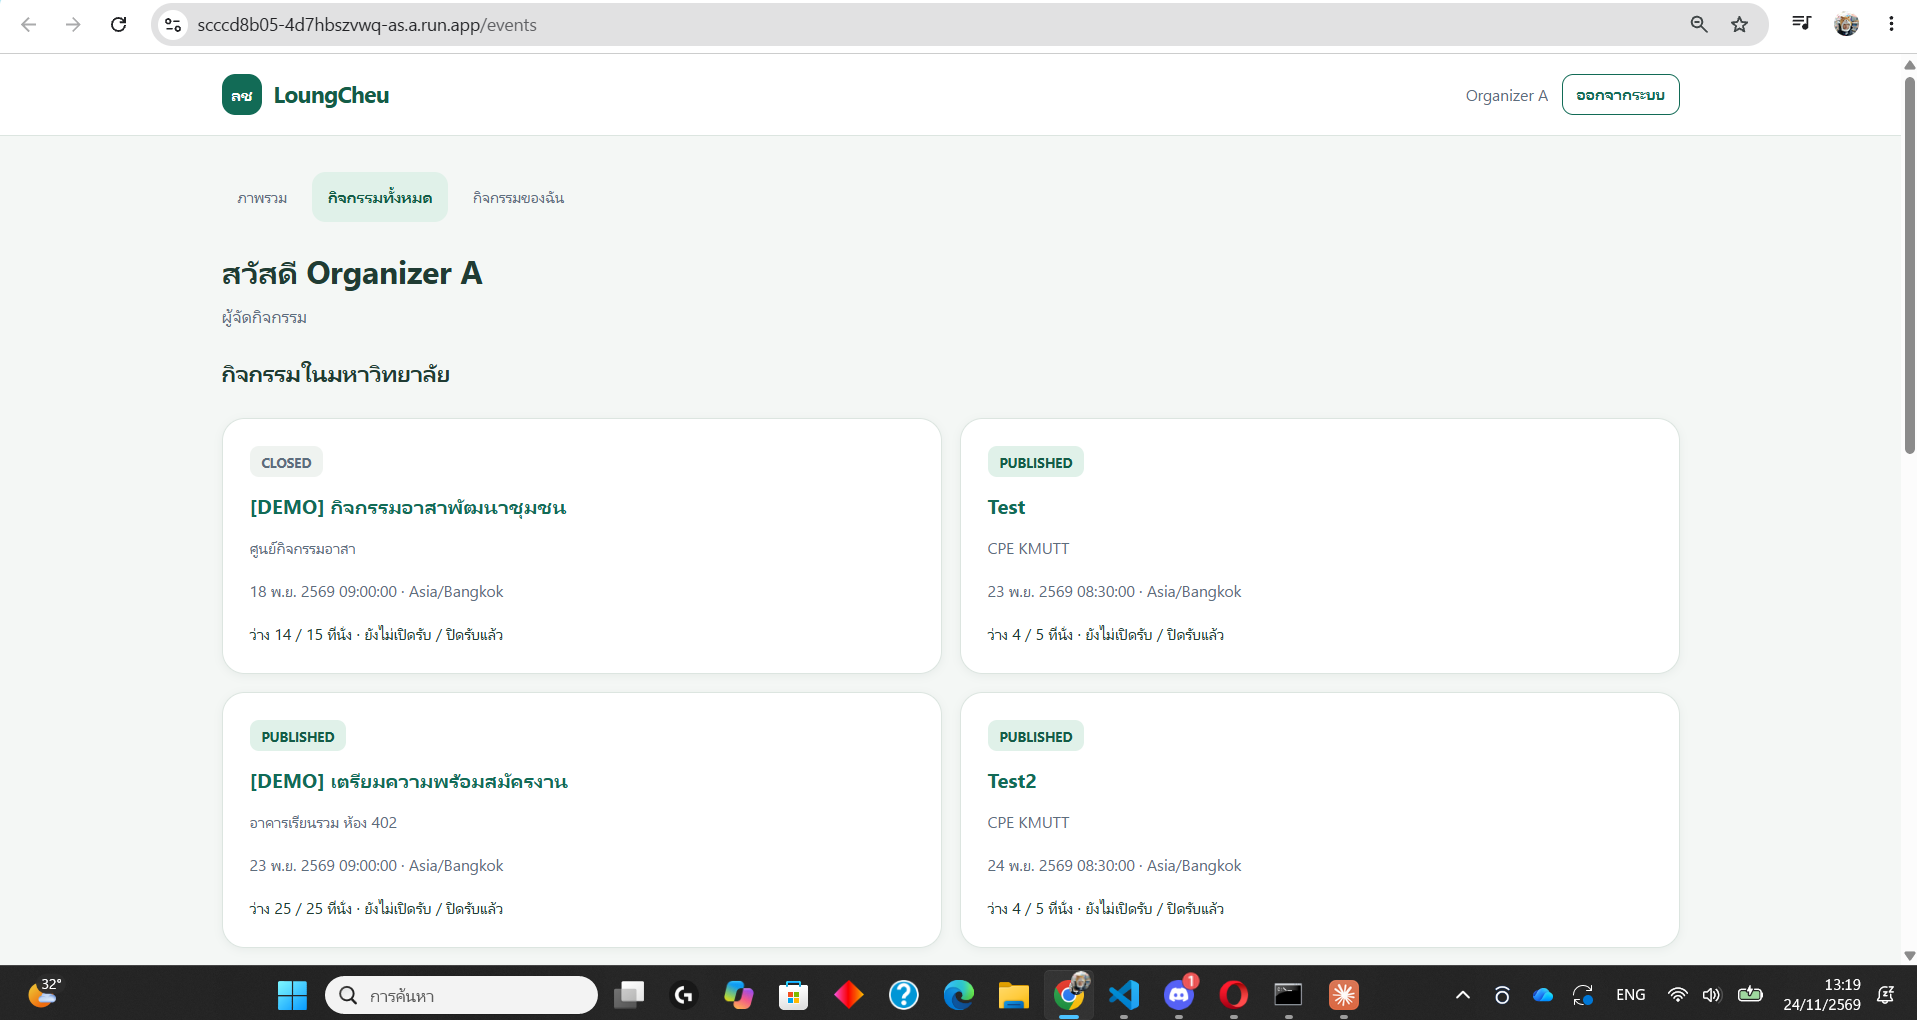 scccd8b05-4d7hbszvwq-as.a.run.app/events
ลช LoungCheu
Organizer A
ออกจากระบบ
ภาพรวม
กิจกรรมทั้งหมด
กิจกรรมของฉัน
สวัสดี Organizer A
ผู้จัดกิจกรรม
กิจกรรมในมหาวิทยาลัย
CLOSED
[DEMO] กิจกรรมอาสาพัฒนาชุมชน
ศูนย์กิจกรรมอาสา
18 พ.ย. 2569 09:00:00 · Asia/Bangkok
ว่าง 14 / 15 ที่นั่ง · ยังไม่เปิดรับ / ปิดรับแล้ว
PUBLISHED
Test
CPE KMUTT
23 พ.ย. 2569 08:30:00 · Asia/Bangkok
ว่าง 4 / 5 ที่นั่ง · ยังไม่เปิดรับ / ปิดรับแล้ว
PUBLISHED
[DEMO] เตรียมความพร้อมสมัครงาน
อาคารเรียนรวม ห้อง 402
23 พ.ย. 2569 09:00:00 · Asia/Bangkok
ว่าง 25 / 25 ที่นั่ง · ยังไม่เปิดรับ / ปิดรับแล้ว
PUBLISHED
Test2
CPE KMUTT
24 พ.ย. 2569 08:30:00 · Asia/Bangkok
ว่าง 4 / 5 ที่นั่ง · ยังไม่เปิดรับ / ปิดรับแล้ว
32°
การค้นหา
1
ENG
13:19
24/11/2569